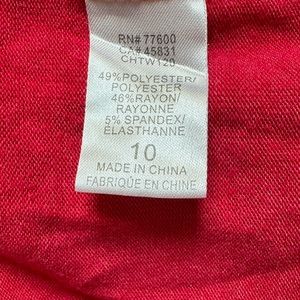 RN# 77600
CA# 45831
CHTW120
49%POLYESTER/
POLYESTER
46%RAYON/
RAYONNE
5% SPANDEX/
ELASTHANNE
10
MADE IN CHINA
FABRIQUÉ EN CHINE